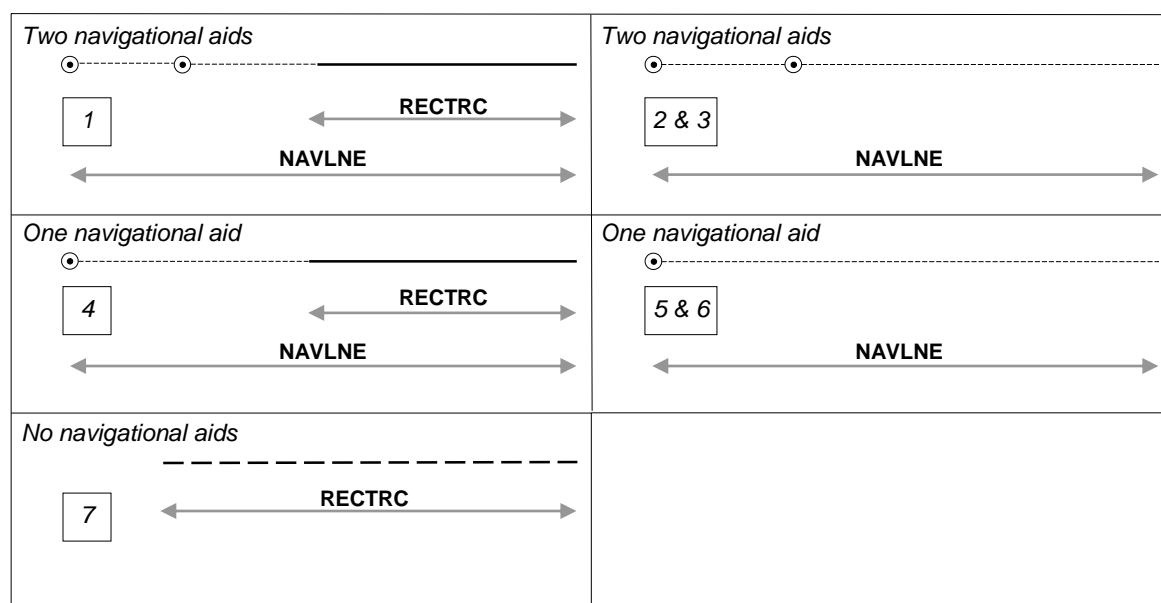 Two navigational aids
RECTRC
1
NAVLNE
Two navigational aids
2 & 3
NAVLNE
One navigational aid
RECTRC
4
NAVLNE
One navigational aid
5 & 6
NAVLNE
No navigational aids
RECTRC
7